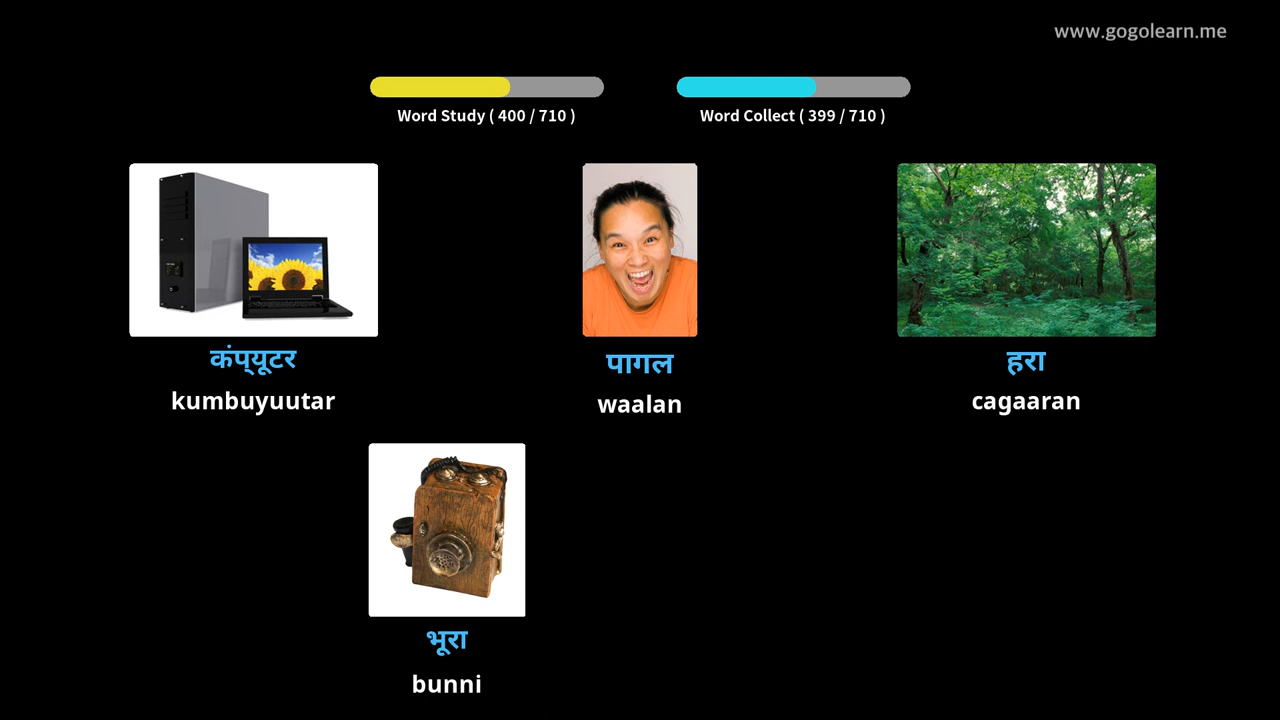 www.gogolearn.me
Word Study ( 400 / 710 )
Word Collect ( 399 / 710 )
कंप्यूटर
पागल
हरा
kumbuyuutar
waalan
cagaaran
भूरा
bunni